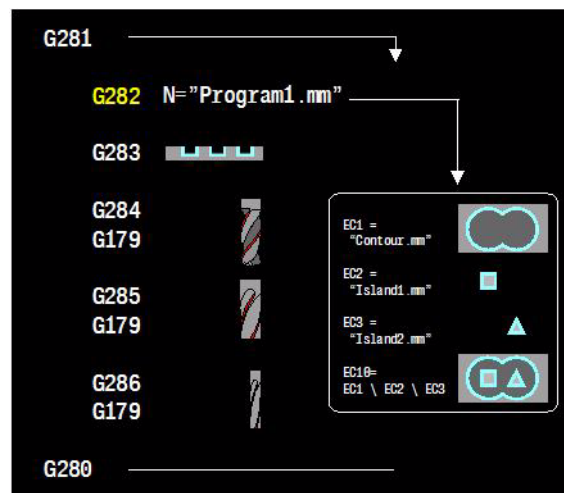 G281
G282 N="Program1.mm"
G283
G284
G179
G285
G179
G286
G179
G280
EC1 =
"Contour.mm"
EC2 =
"Island1.mm"
EC3 =
"Island2.mm"
EC10=
EC1 \ EC2 \ EC3